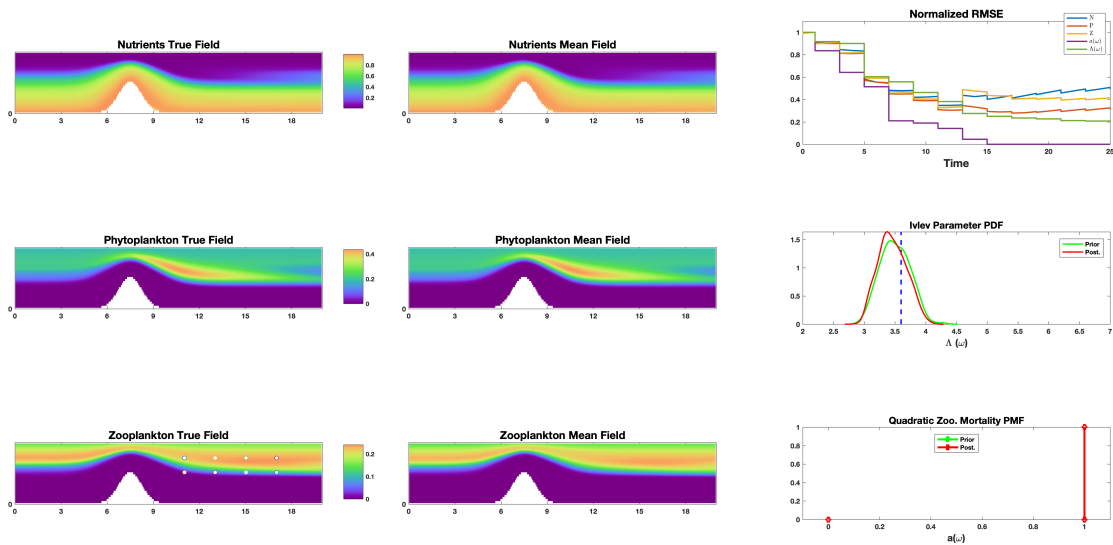 Nutrients True Field
0
0 3 6 9 12 15 18
0.8
0.6
0.4
0.2
Nutrients Mean Field
0
0 3 6 9 12 15 18
Normalized RMSE
1
0.8
0.6
0.4
0.2
0
N
P
Z
a(ω)
Λ(ω)
0 5 10 15 20 25
Time
Phytoplankton True Field
0
0 3 6 9 12 15 18
0.4
0.2
0
Phytoplankton Mean Field
0
0 3 6 9 12 15 18
Ivlev Parameter PDF
1.5
1
0.5
0
Prior
Post.
2 2.5 3 3.5 4 4.5 5 5.5 6 6.5 7
Λ (ω)
Zooplankton True Field
0
0 3 6 9 12 15 18
0.2
0.1
0
Zooplankton Mean Field
0
0 3 6 9 12 15 18
Quadratic Zoo. Mortality PMF
1
0.8
0.6
0.4
0.2
0
Prior
Post.
0 0.2 0.4 0.6 0.8 1
a(ω)